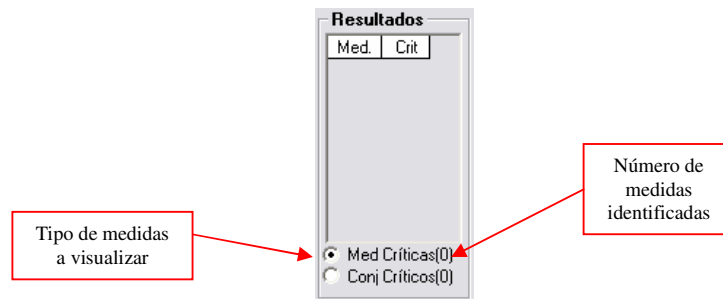 Resultados
Med. Crit
Número de
medidas
identificadas
Tipo de medidas
a visualizar
Med Críticas(0)
Conj Críticos(0)